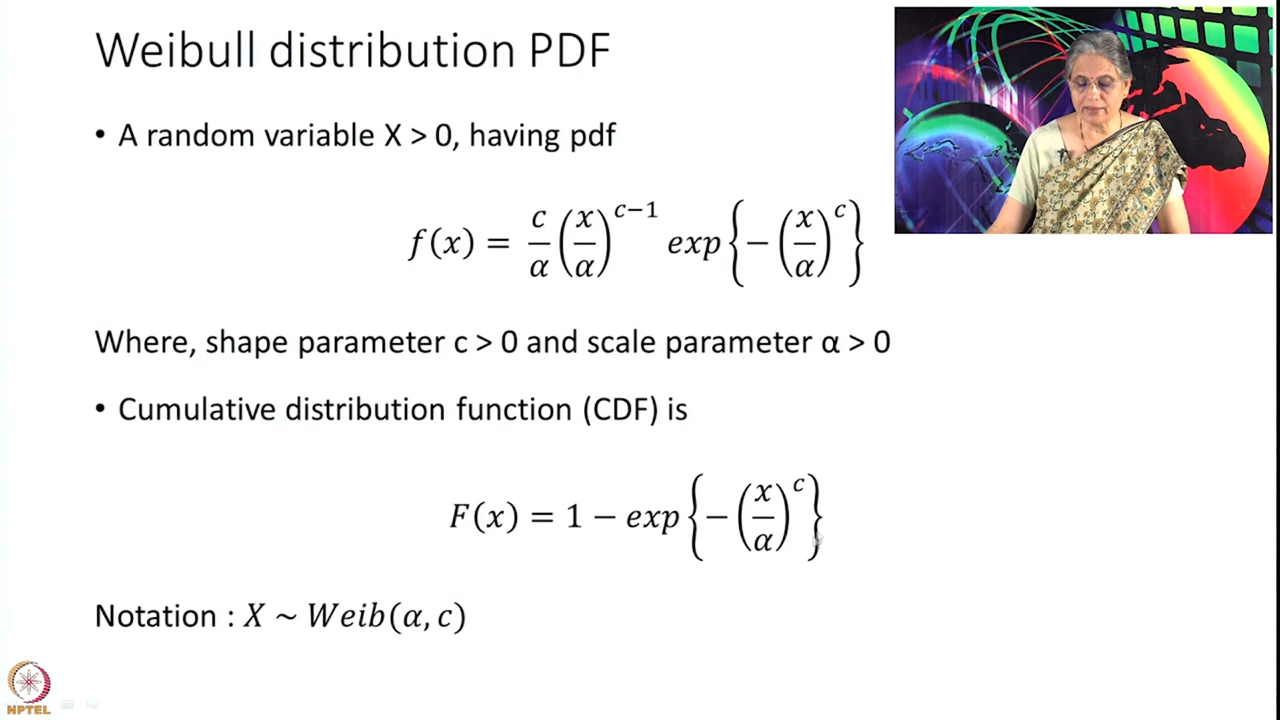 Weibull distribution PDF
• A random variable X > 0, having pdf
f(x) = c/α (x/α)^{c−1} exp{−(x/α)^c}
Where, shape parameter c > 0 and scale parameter α > 0
• Cumulative distribution function (CDF) is
F(x) = 1 − exp{−(x/α)^c}
Notation : X ~ Weib(α, c)
NPTEL